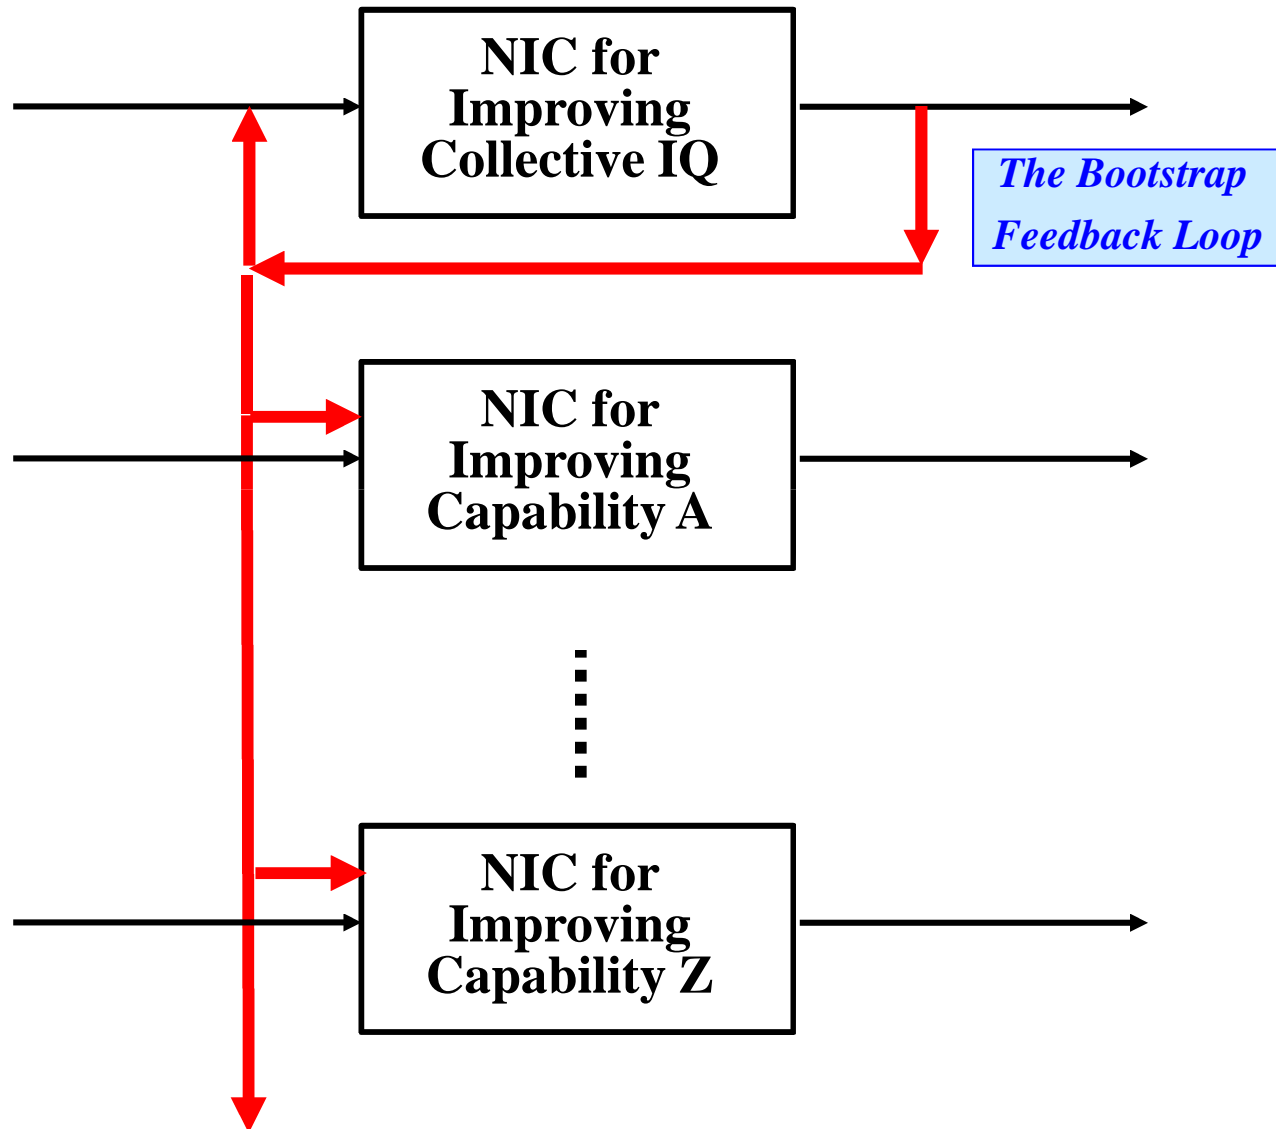 NIC for
Improving
Collective IQ
The Bootstrap
Feedback Loop
NIC for
Improving
Capability A
NIC for
Improving
Capability Z